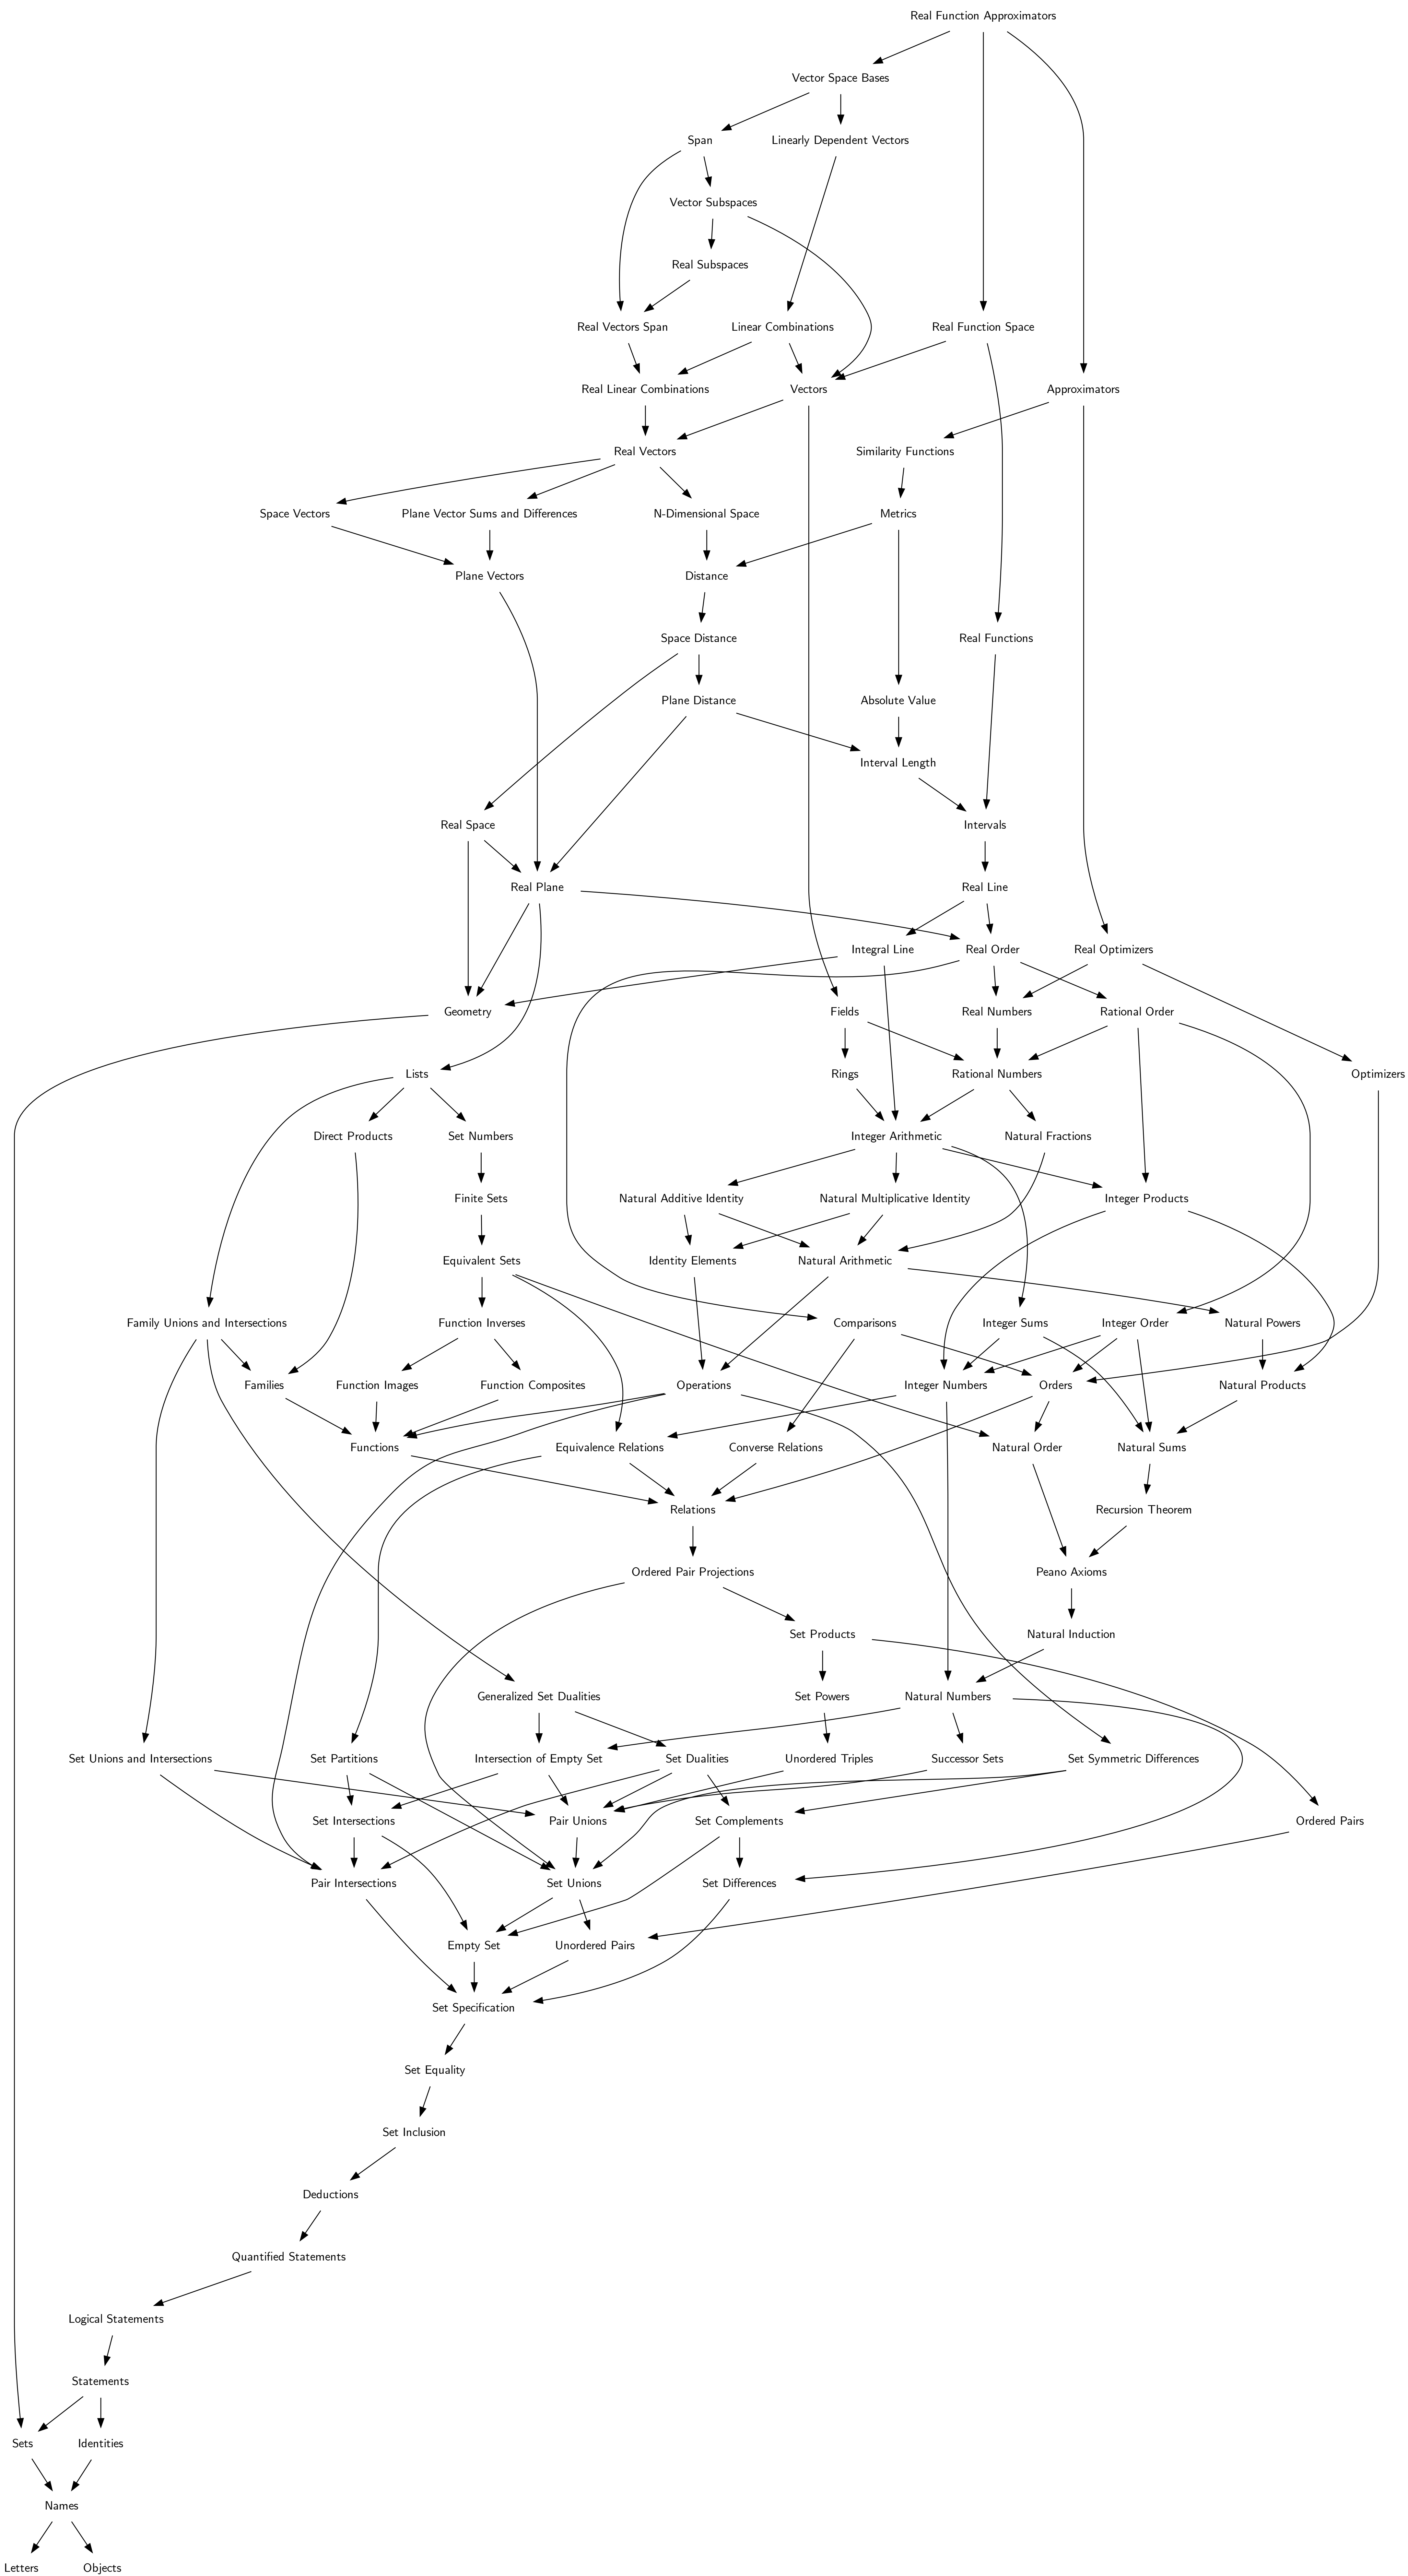 Real Function Approximators
Vector Space Bases
Span
Linearly Dependent Vectors
Vector Subspaces
Real Subspaces
Real Vectors Span
Linear Combinations
Real Function Space
Real Linear Combinations
Vectors
Approximators
Real Vectors
Similarity Functions
Space Vectors
Plane Vector Sums and Differences
N-Dimensional Space
Metrics
Plane Vectors
Distance
Space Distance
Real Functions
Plane Distance
Absolute Value
Interval Length
Real Space
Intervals
Real Plane
Real Line
Integral Line
Real Order
Real Optimizers
Geometry
Fields
Real Numbers
Rational Order
Lists
Rings
Rational Numbers
Optimizers
Direct Products
Set Numbers
Integer Arithmetic
Natural Fractions
Finite Sets
Natural Additive Identity
Natural Multiplicative Identity
Integer Products
Equivalent Sets
Identity Elements
Natural Arithmetic
Family Unions and Intersections
Function Inverses
Comparisons
Integer Sums
Integer Order
Natural Powers
Families
Function Images
Function Composites
Operations
Integer Numbers
Orders
Natural Products
Functions
Equivalence Relations
Converse Relations
Natural Order
Natural Sums
Relations
Recursion Theorem
Ordered Pair Projections
Peano Axioms
Set Products
Natural Induction
Generalized Set Dualities
Set Powers
Natural Numbers
Set Unions and Intersections
Set Partitions
Intersection of Empty Set
Set Dualities
Unordered Triples
Successor Sets
Set Symmetric Differences
Set Intersections
Pair Unions
Set Complements
Ordered Pairs
Pair Intersections
Set Unions
Set Differences
Empty Set
Unordered Pairs
Set Specification
Set Equality
Set Inclusion
Deductions
Quantified Statements
Logical Statements
Statements
Sets
Identities
Names
Letters
Objects